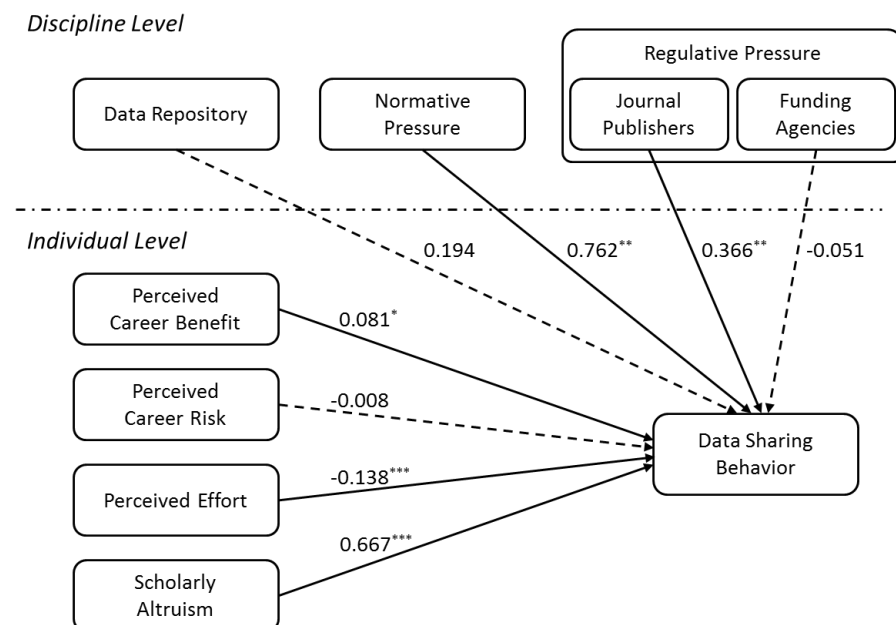 Discipline Level
Regulative Pressure
Data Repository
Normative
Pressure
Journal
Publishers
Funding
Agencies
Individual Level
0.194
0.762**
0.366**
-0.051
Perceived
Career Benefit
0.081*
Perceived
Career Risk
-0.008
Data Sharing
Behavior
Perceived Effort
-0.138***
0.667***
Scholarly
Altruism